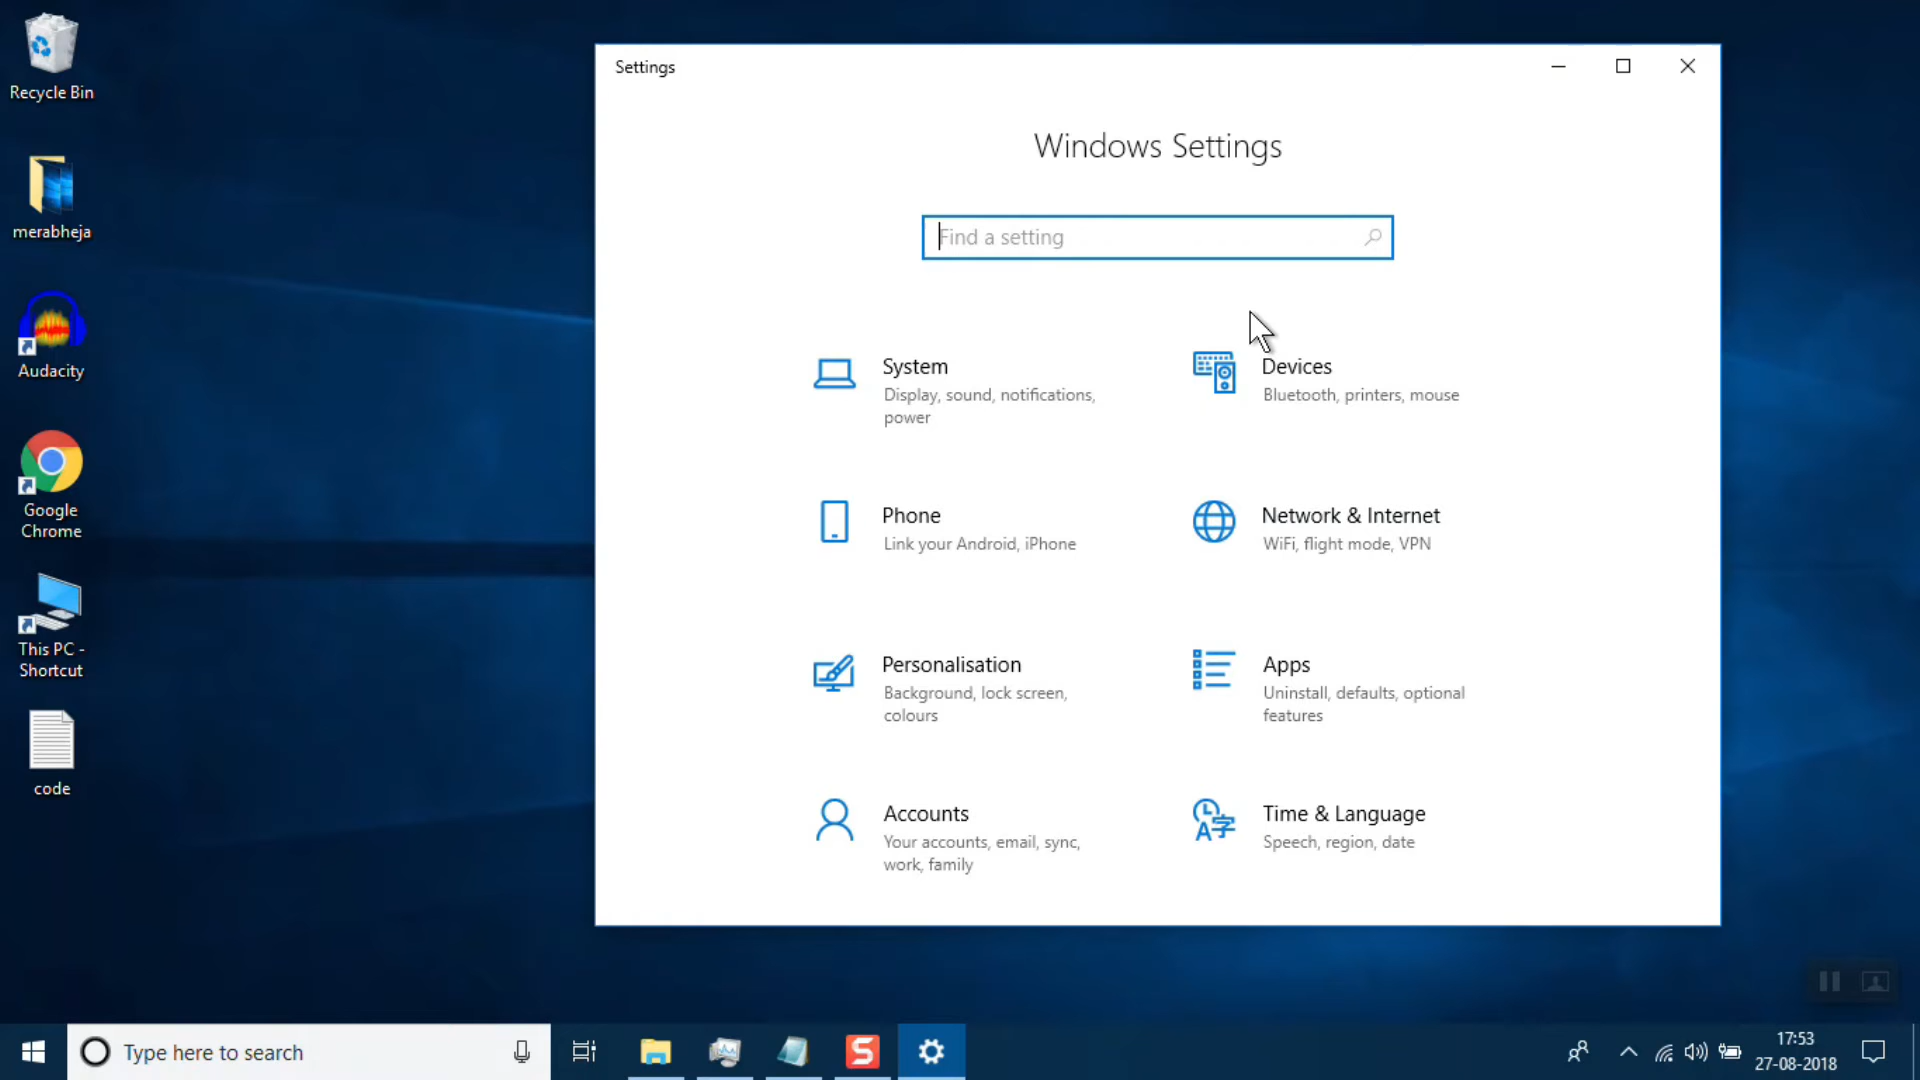 Recycle Bin
merabheja
Audacity
Google
Chrome
This PC -
Shortcut
code
Settings
Windows Settings
Find a setting
System
Display, sound, notifications,
power
Devices
Bluetooth, printers, mouse
Phone
Link your Android, iPhone
Network & Internet
WiFi, flight mode, VPN
Personalisation
Background, lock screen,
colours
Apps
Uninstall, defaults, optional
features
Accounts
Your accounts, email, sync,
work, family
Time & Language
Speech, region, date
Type here to search
17:53
27-08-2018